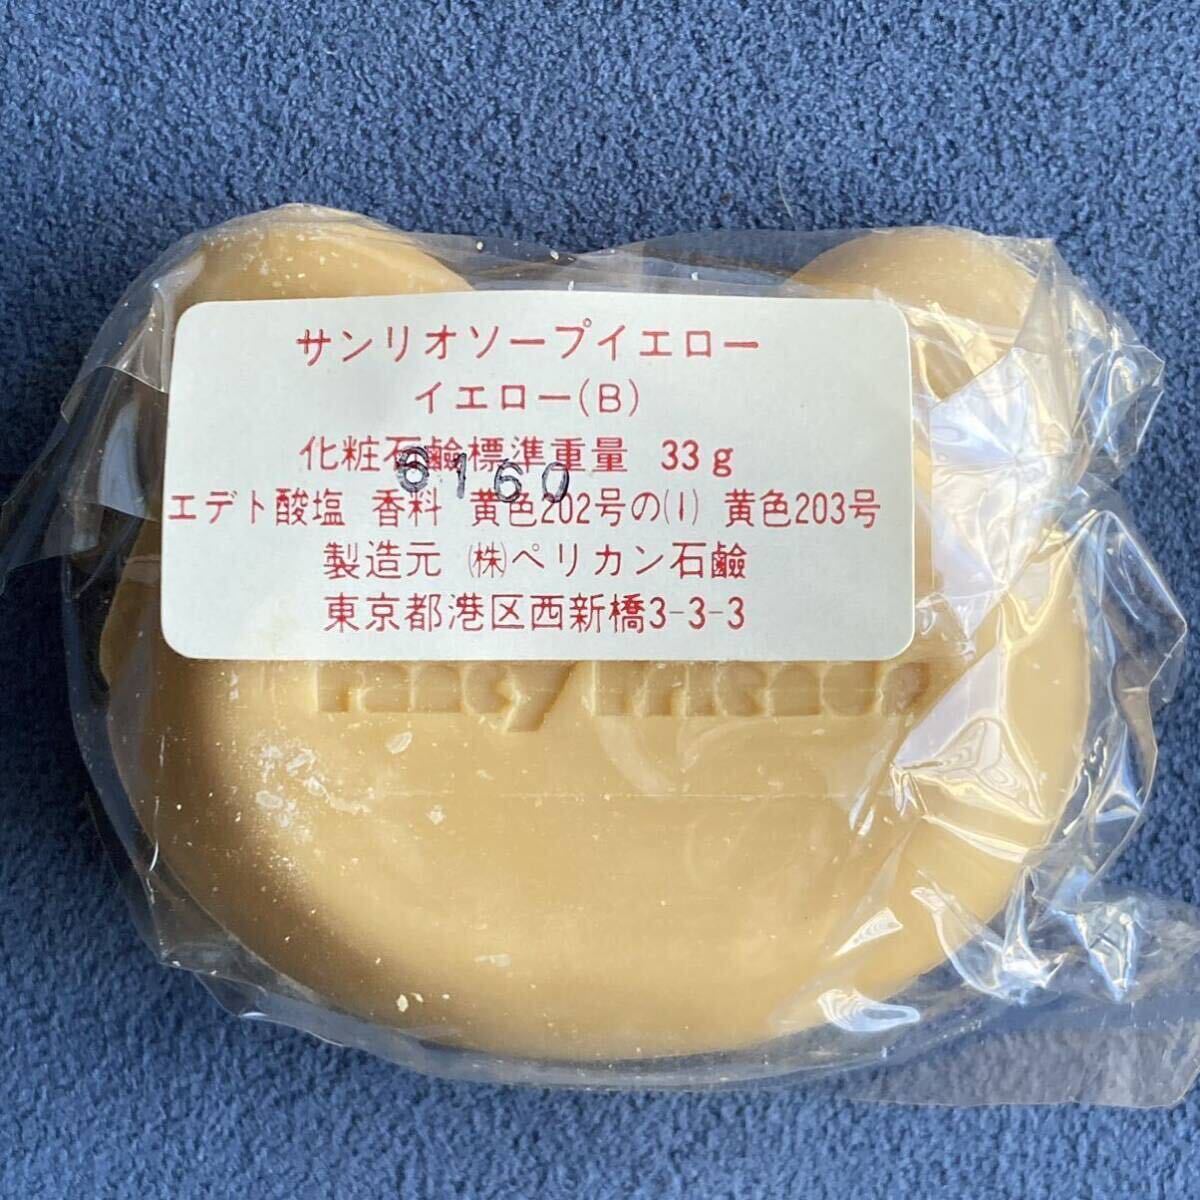 サンリオソープイエロー
イエロー(B)
化粧石鹸標準重量 33g
6160
エデト酸塩 香料 黄色202号の(1) 黄色203号
製造元 ㈱ペリカン石鹸
東京都港区西新橋3-3-3
Fancy Pelican